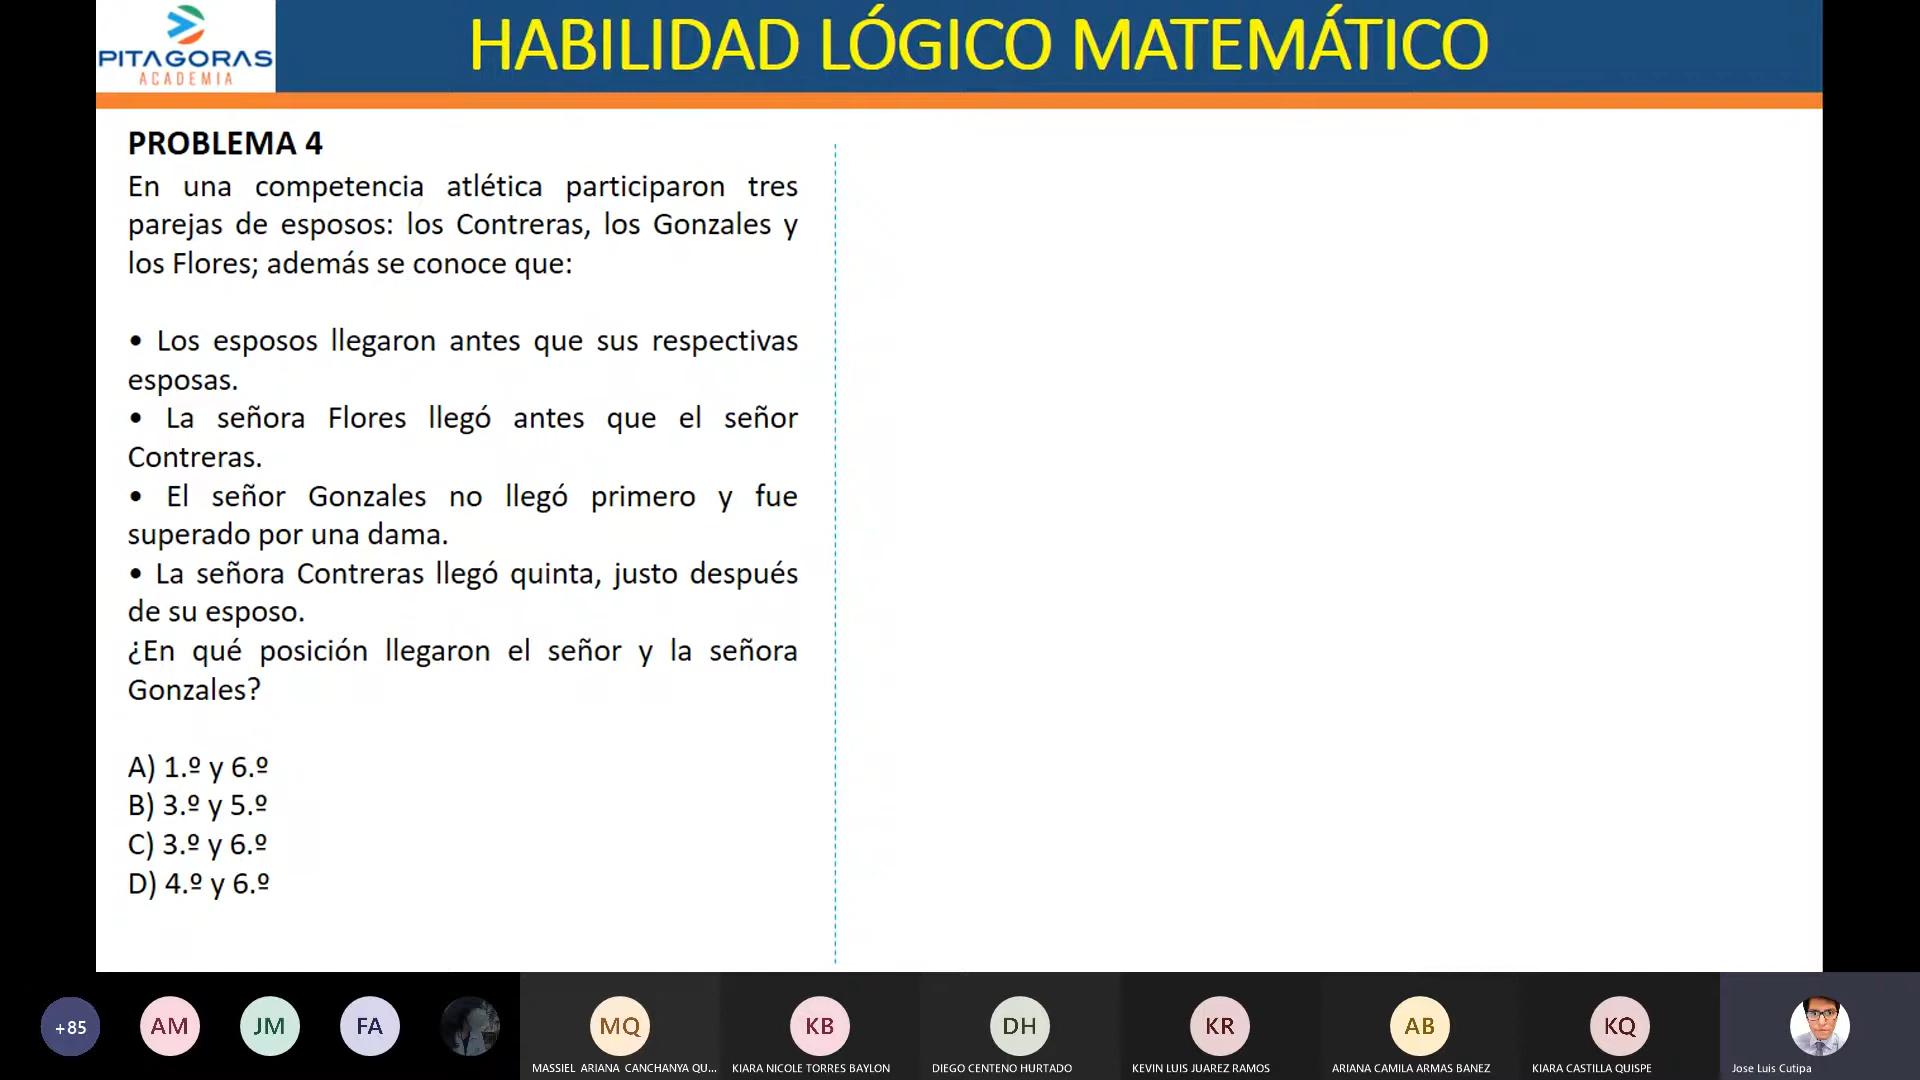 PITAGORAS
ACADEMIA
HABILIDAD LÓGICO MATEMÁTICO
PROBLEMA 4
En una competencia atlética participaron tres
parejas de esposos: los Contreras, los Gonzales y
los Flores; además se conoce que:
• Los esposos llegaron antes que sus respectivas
esposas.
• La señora Flores llegó antes que el señor
Contreras.
• El señor Gonzales no llegó primero y fue
superado por una dama.
• La señora Contreras llegó quinta, justo después
de su esposo.
¿En qué posición llegaron el señor y la señora
Gonzales?
A) 1.º y 6.º
B) 3.º y 5.º
C) 3.º y 6.º
D) 4.º y 6.º
+85
AM
JM
FA
MQ
KB
DH
KR
AB
KQ
MASSIEL ARIANA CANCHANYA QU...
KIARA NICOLE TORRES BAYLON
DIEGO CENTENO HURTADO
KEVIN LUIS JUAREZ RAMOS
ARIANA CAMILA ARMAS BANEZ
KIARA CASTILLA QUISPE
Jose Luis Cutipa